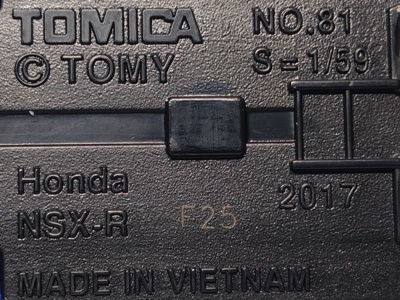 TOMICA NO.81
© TOMY S=1/59
Honda 2017
NSX-R F25
MADE IN VIETNAM